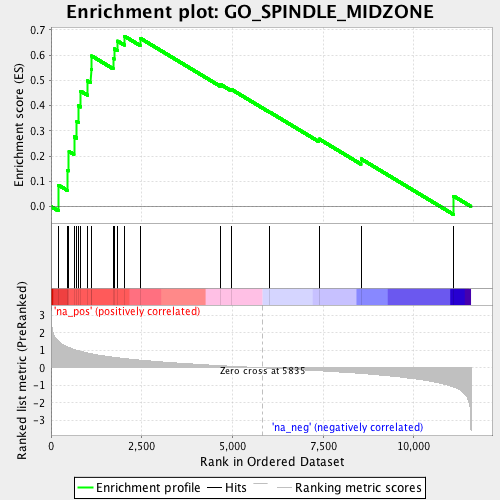 Enrichment plot: GO_SPINDLE_MIDZONE
Enrichment score (ES)
0.7
0.6
0.5
0.4
0.3
0.2
0.1
0.0
'na_pos' (positively correlated)
Ranked list metric (PreRanked)
3
2
1
0
-1
-2
-3
Zero cross at 5835
'na_neg' (negatively correlated)
0
2,500
5,000
7,500
10,000
Rank in Ordered Dataset
Enrichment profile
Hits
Ranking metric scores